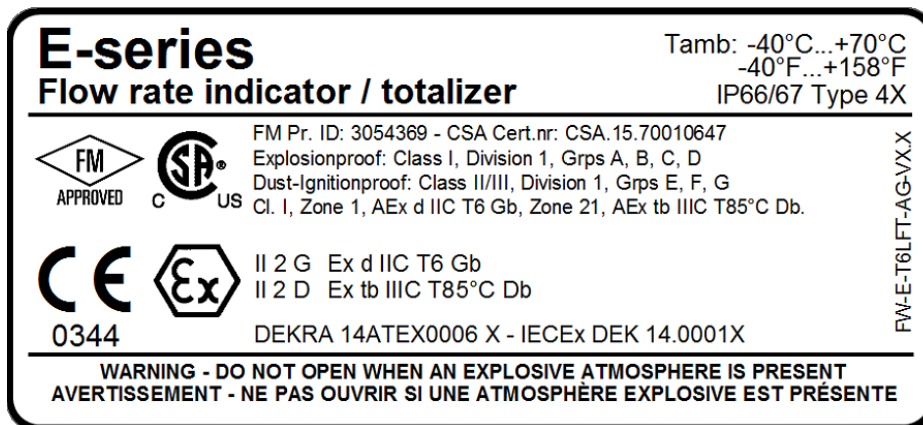 E-series
Flow rate indicator / totalizer
Tamb: -40°C...+70°C
-40°F...+158°F
IP66/67 Type 4X
FM
APPROVED
SA®
C US
FM Pr. ID: 3054369 - CSA Cert.nr: CSA.15.70010647
Explosionproof: Class I, Division 1, Grps A, B, C, D
Dust-Ignitionproof: Class II/III, Division 1, Grps E, F, G
Cl. I, Zone 1, AEx d IIC T6 Gb, Zone 21, AEx tb IIIC T85°C Db.
CE
0344
Ex
II 2 G Ex d IIC T6 Gb
II 2 D Ex tb IIIC T85°C Db
DEKRA 14ATEX0006 X - IECEx DEK 14.0001X
FW-E-T6LFT-AG-VX.X
WARNING - DO NOT OPEN WHEN AN EXPLOSIVE ATMOSPHERE IS PRESENT
AVERTISSEMENT - NE PAS OUVRIR SI UNE ATMOSPHÈRE EXPLOSIVE EST PRÉSENTE